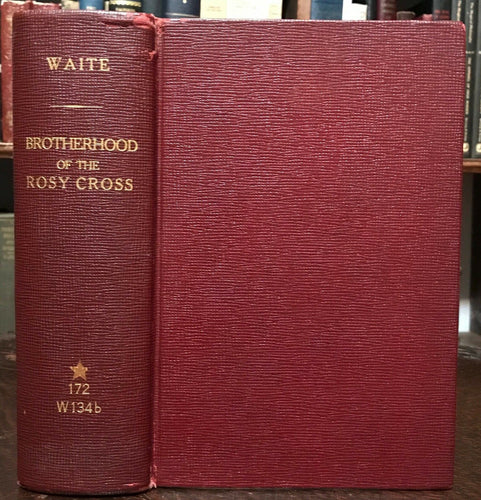 WAITE
BROTHERHOOD
OF THE
ROSY CROSS
172
W134b